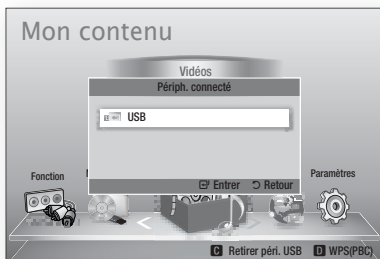 Mon contenu
Vidéos
Périph. connecté
USB
Entrer Retour
Fonction
Paramètres
C Retirer péri. USB D WPS(PBC)